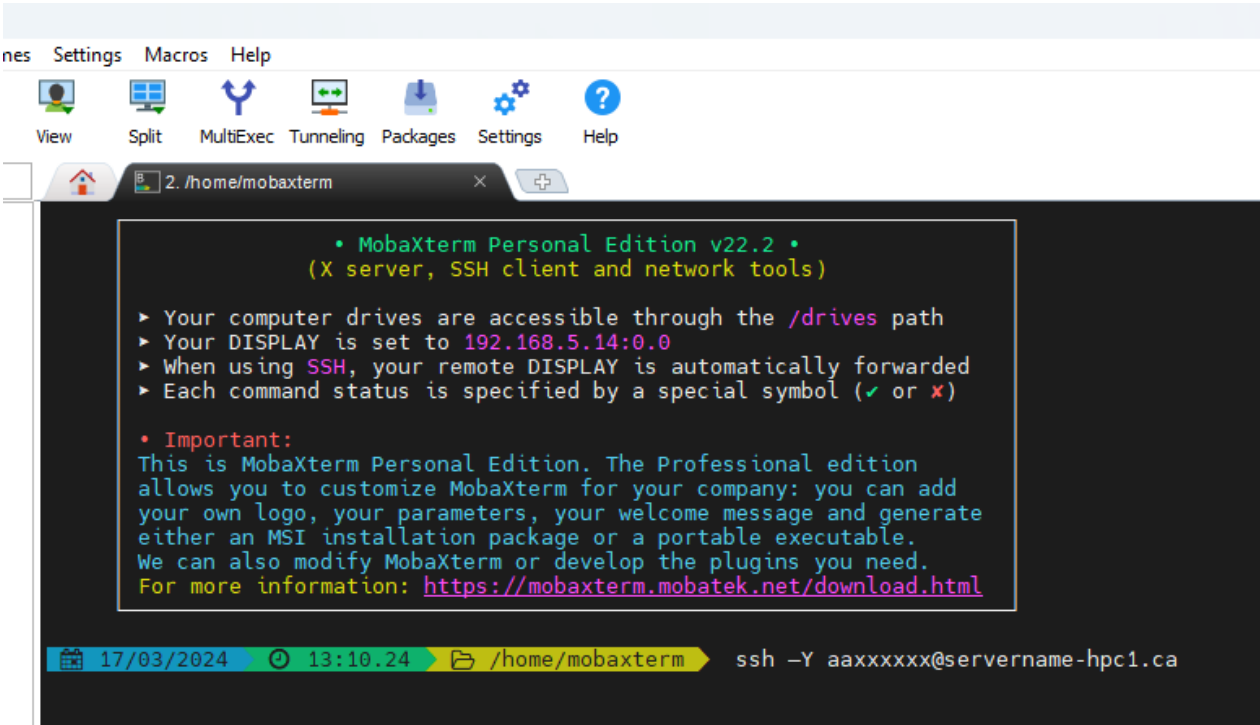 nes Settings Macros Help
View Split MultiExec Tunneling Packages Settings Help
2. /home/mobaxterm
• MobaXterm Personal Edition v22.2 •
(X server, SSH client and network tools)
➤ Your computer drives are accessible through the /drives path
➤ Your DISPLAY is set to 192.168.5.14:0.0
➤ When using SSH, your remote DISPLAY is automatically forwarded
➤ Each command status is specified by a special symbol (✔ or ✘)
• Important:
This is MobaXterm Personal Edition. The Professional edition
allows you to customize MobaXterm for your company: you can add
your own logo, your parameters, your welcome message and generate
either an MSI installation package or a portable executable.
We can also modify MobaXterm or develop the plugins you need.
For more information: https://mobaxterm.mobatek.net/download.html
17/03/2024 13:10.24 /home/mobaxterm ssh –Y aaxxxxxx@servername-hpc1.ca